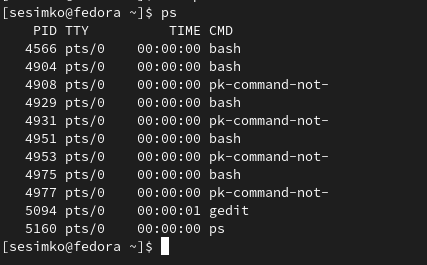 [sesimko@fedora ~]$ ps
    PID TTY          TIME CMD
   4566 pts/0    00:00:00 bash
   4904 pts/0    00:00:00 bash
   4908 pts/0    00:00:00 pk-command-not-
   4929 pts/0    00:00:00 bash
   4931 pts/0    00:00:00 pk-command-not-
   4951 pts/0    00:00:00 bash
   4953 pts/0    00:00:00 pk-command-not-
   4975 pts/0    00:00:00 bash
   4977 pts/0    00:00:00 pk-command-not-
   5094 pts/0    00:00:01 gedit
   5160 pts/0    00:00:00 ps
[sesimko@fedora ~]$